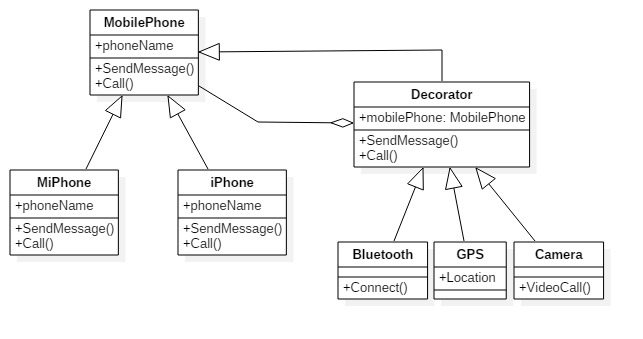 MobilePhone
+phoneName
+SendMessage()
+Call()
Decorator
+mobilePhone: MobilePhone
+SendMessage()
+Call()
MiPhone
+phoneName
+SendMessage()
+Call()
iPhone
+phoneName
+SendMessage()
+Call()
Bluetooth
+Connect()
GPS
+Location
Camera
+VideoCall()